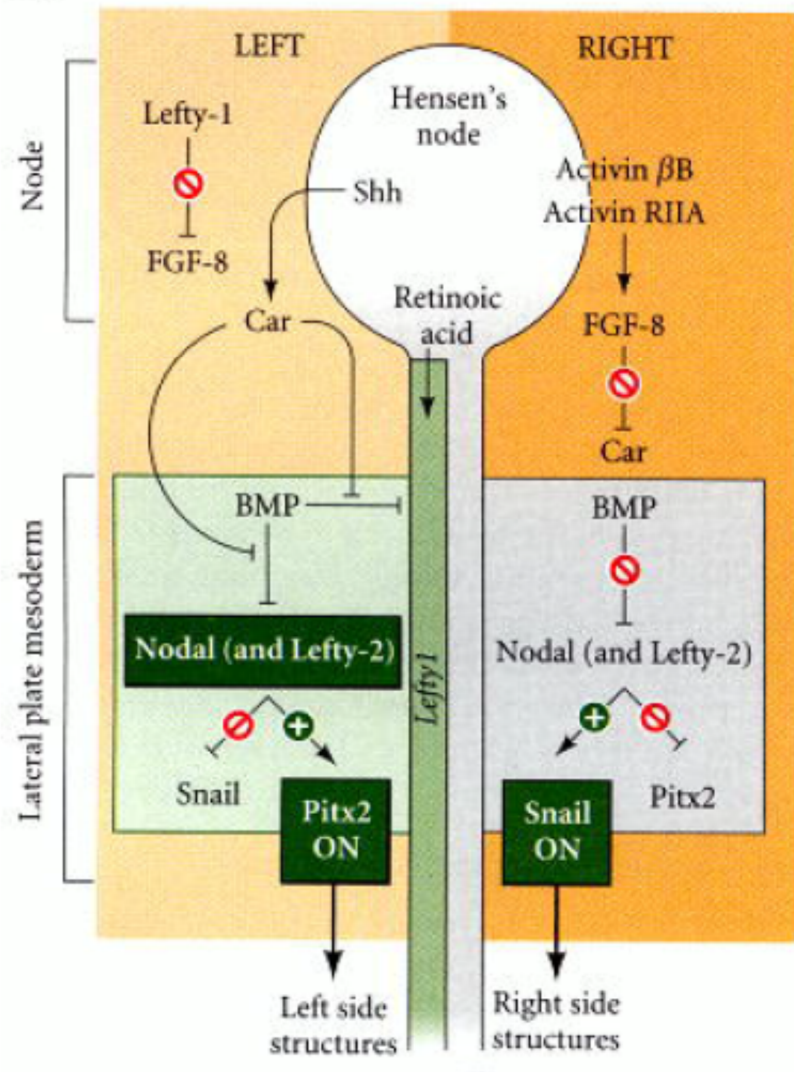 LEFT
RIGHT
Node
Lefty-1
FGF-8
Hensen's
node
Shh
Activin βB
Activin RIIA
Retinoic
acid
Car
FGF-8
Car
Lateral plate mesoderm
BMP
BMP
Nodal (and Lefty-2)
Nodal (and Lefty-2)
Lefty1
Snail
Pitx2
ON
Snail
ON
Pitx2
Left side
structures
Right side
structures